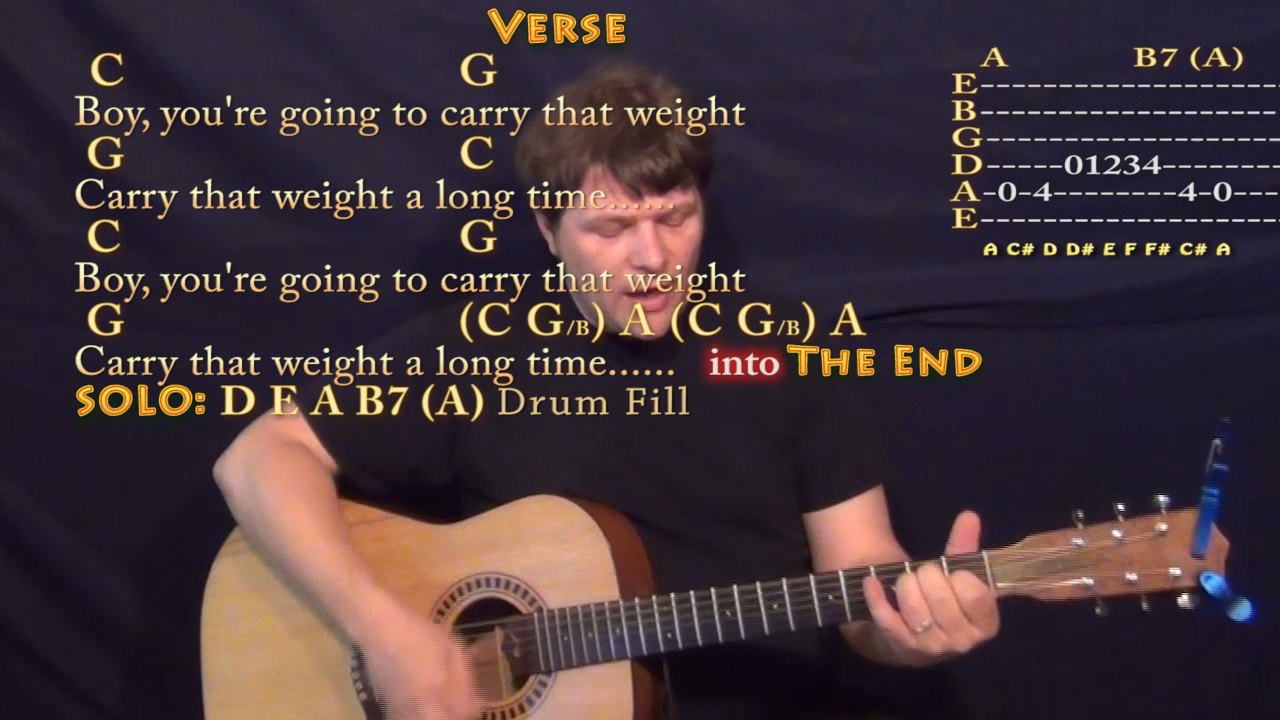 VERSE
C G
Boy, you're going to carry that weight
G C
Carry that weight a long time......
C G
Boy, you're going to carry that weight
G (C G/B) A (C G/B) A
Carry that weight a long time...... into THE END
SOLO: D E A B7 (A) Drum Fill
A B7 (A)
E--------------------
B--------------------
G--------------------
D-----01234--------
A-0-4--------4-0---
E--------------------
A C# D D# E F F# C# A